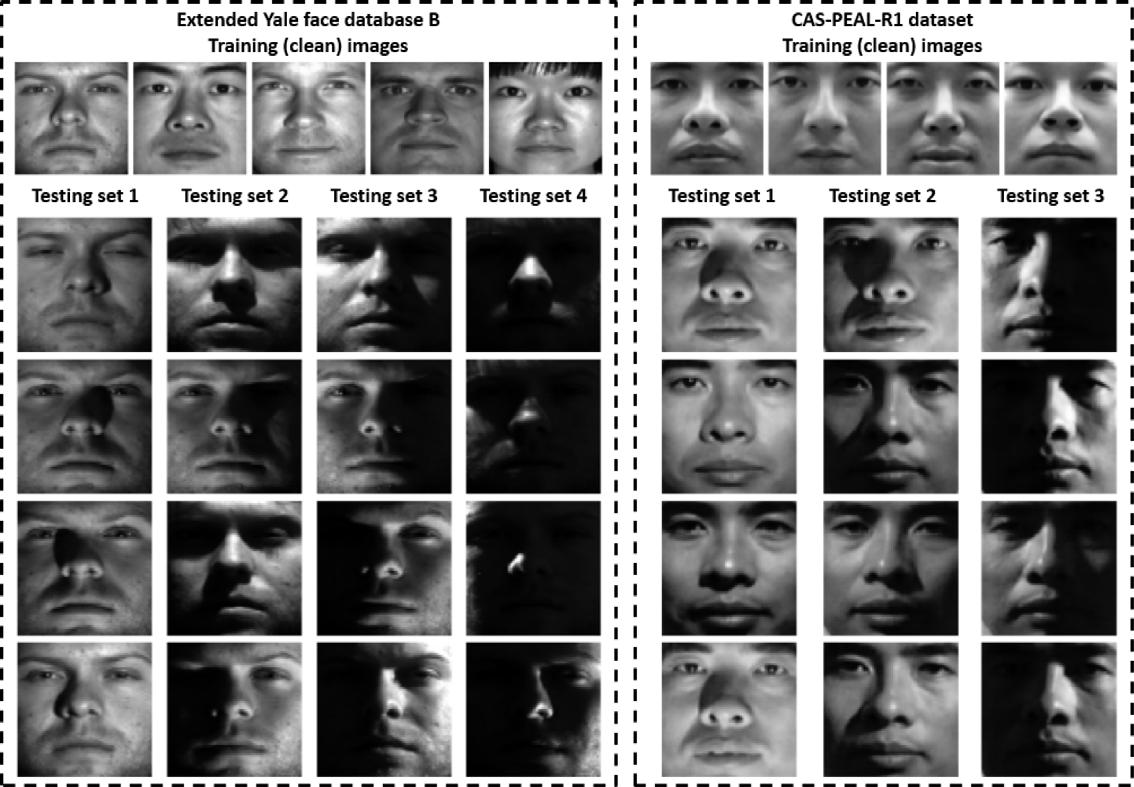 Extended Yale face database B
Training (clean) images
Testing set 1 Testing set 2 Testing set 3 Testing set 4
CAS-PEAL-R1 dataset
Training (clean) images
Testing set 1 Testing set 2 Testing set 3